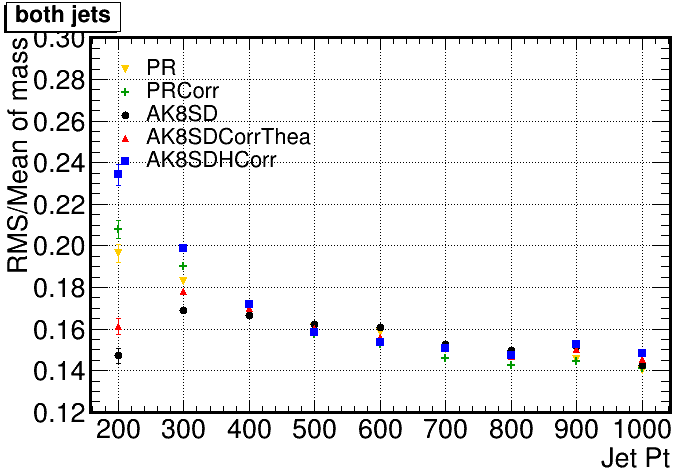 both jets
RMS/Mean of mass
0.30
0.28
0.26
0.24
0.22
0.20
0.18
0.16
0.14
0.12
PR
PRCorr
AK8SD
AK8SDCorrThea
AK8SDHCorr
200 300 400 500 600 700 800 900 1000
Jet Pt